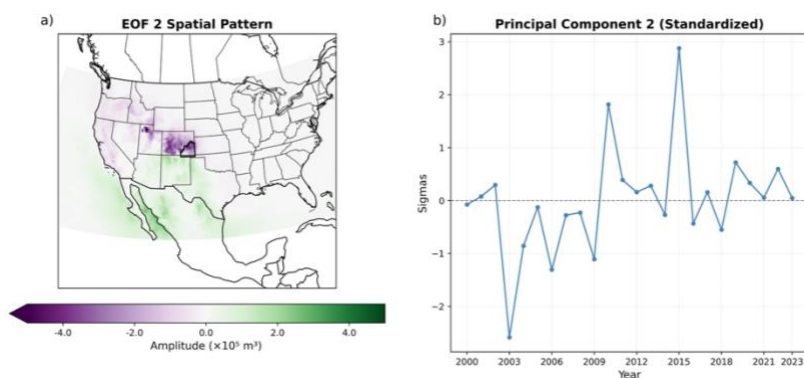 a)
EOF 2 Spatial Pattern
-4.0 -2.0 0.0 2.0 4.0
Amplitude (×10⁵ m³)
b)
Principal Component 2 (Standardized)
3
2
1
0
−1
−2
Sigmas
2000 2003 2006 2009 2012 2015 2018 2021 2023
Year